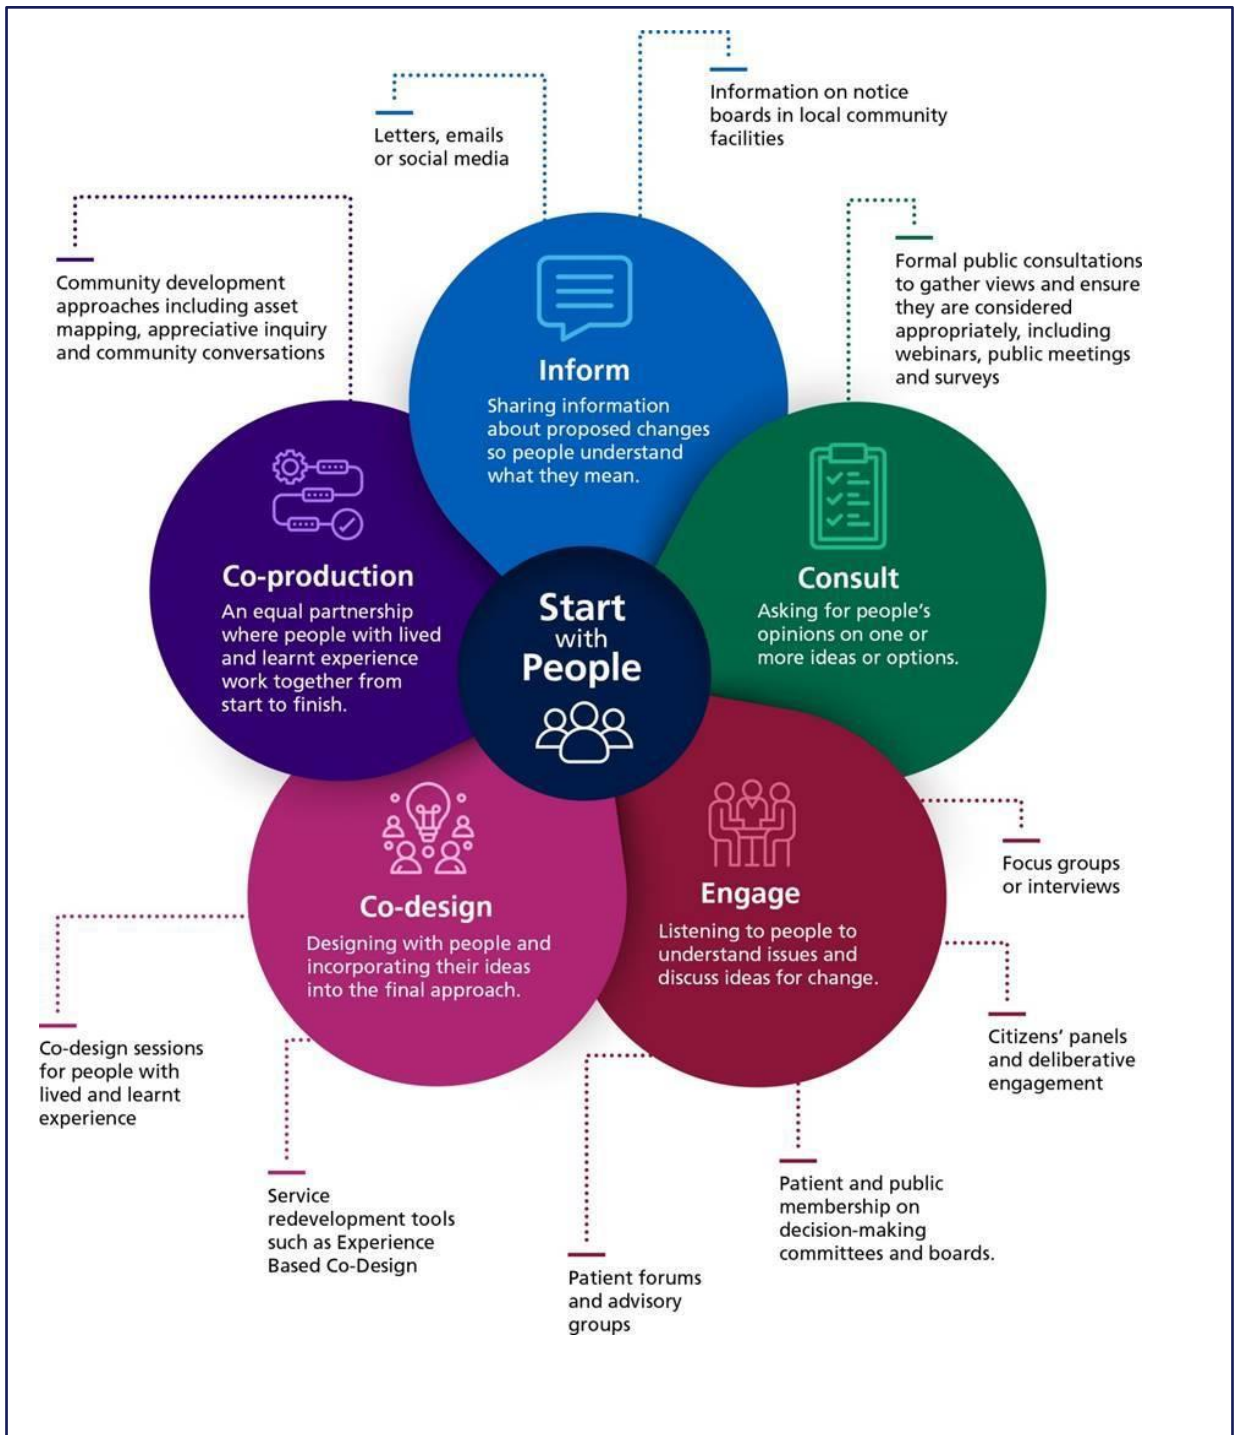 Information on notice
boards in local community
facilities
Letters, emails
or social media
Community development
approaches including asset
mapping, appreciative inquiry
and community conversations
Formal public consultations
to gather views and ensure
they are considered
appropriately, including
webinars, public meetings
and surveys
Inform
Sharing information
about proposed changes
so people understand
what they mean.
Co-production
An equal partnership
where people with lived
and learnt experience
work together from
start to finish.
Start
with
People
Consult
Asking for people’s
opinions on one or
more ideas or options.
Co-design
Designing with people and
incorporating their ideas
into the final approach.
Engage
Listening to people to
understand issues and
discuss ideas for change.
Focus groups
or interviews
Citizens’ panels
and deliberative
engagement
Co-design sessions
for people with
lived and learnt
experience
Service
redevelopment tools
such as Experience
Based Co-Design
Patient forums
and advisory
groups
Patient and public
membership on
decision-making
committees and boards.